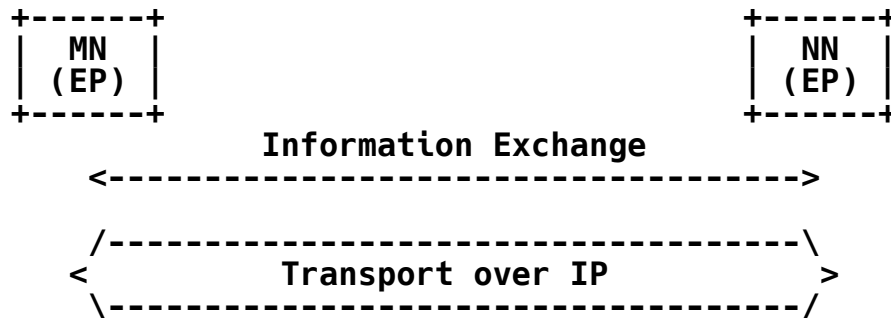 +------+ +------+
| MN | | NN |
| (EP) | | (EP) |
+------+ +------+
Information Exchange
<------------------------------------>
/------------------------------------\
< Transport over IP >
\------------------------------------/